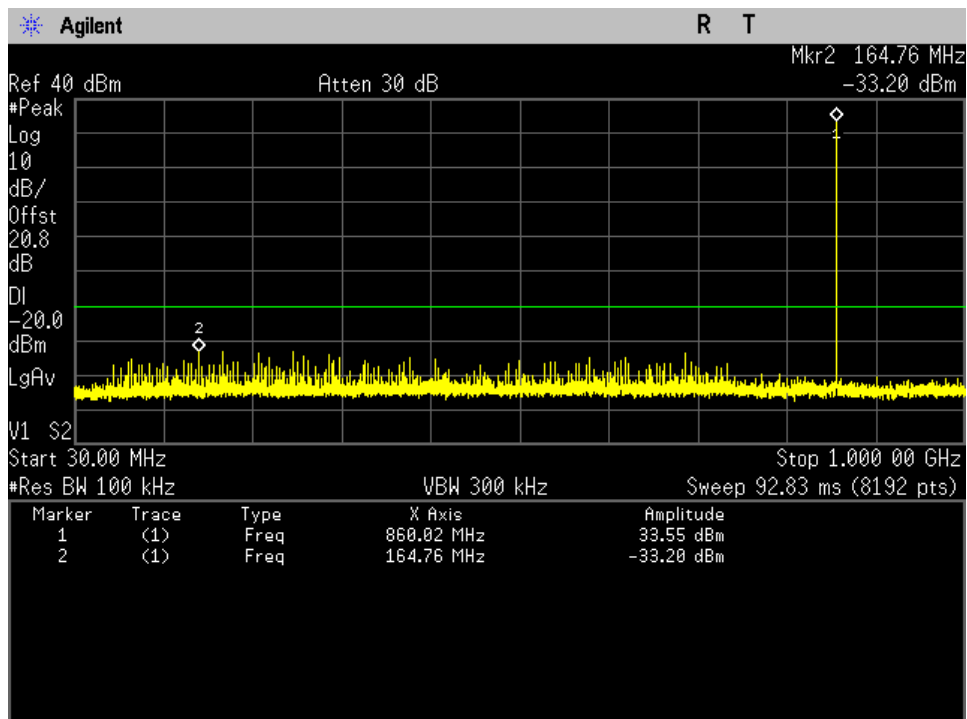 Agilent R T
Mkr2 164.76 MHz
Ref 40 dBm Atten 30 dB -33.20 dBm
#Peak
Log
10
dB/
Offst
20.8
dB
DI
-20.0
dBm
LgAv
V1 S2
1
2
Start 30.00 MHz Stop 1.000 00 GHz
#Res BW 100 kHz VBW 300 kHz Sweep 92.83 ms (8192 pts)
Marker Trace Type X Axis Amplitude
1 (1) Freq 860.02 MHz 33.55 dBm
2 (1) Freq 164.76 MHz -33.20 dBm